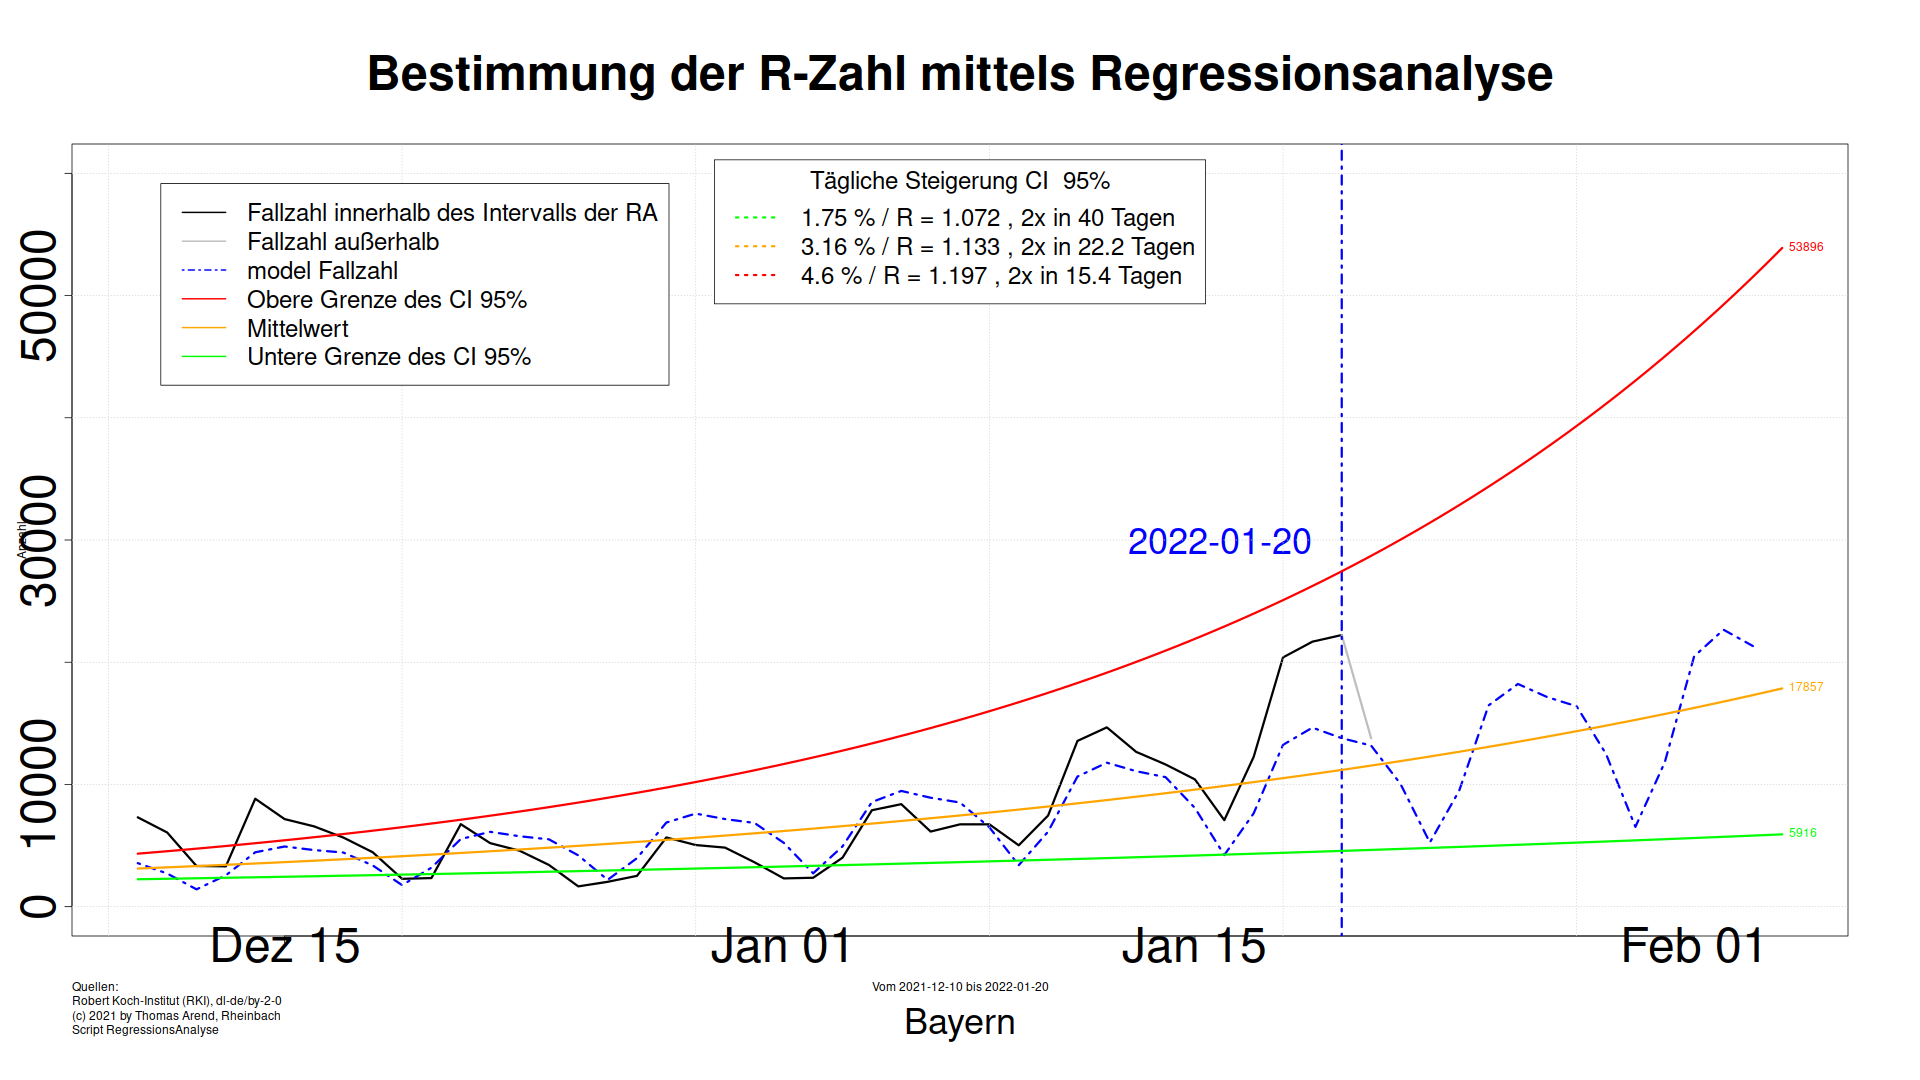 Bestimmung der R-Zahl mittels Regressionsanalyse
Fallzahl innerhalb des Intervalls der RA
Fallzahl außerhalb
model Fallzahl
Obere Grenze des CI 95%
Mittelwert
Untere Grenze des CI 95%
Tägliche Steigerung CI 95%
1.75 % / R = 1.072 , 2x in 40 Tagen
3.16 % / R = 1.133 , 2x in 22.2 Tagen
4.6 % / R = 1.197 , 2x in 15.4 Tagen
53896
17857
5916
2022-01-20
Anzahl
50000
30000
10000
0
Dez 15
Jan 01
Jan 15
Feb 01
Quellen:
Robert Koch-Institut (RKI), dl-de/by-2-0
(c) 2021 by Thomas Arend, Rheinbach
Script RegressionsAnalyse
Vom 2021-12-10 bis 2022-01-20
Bayern